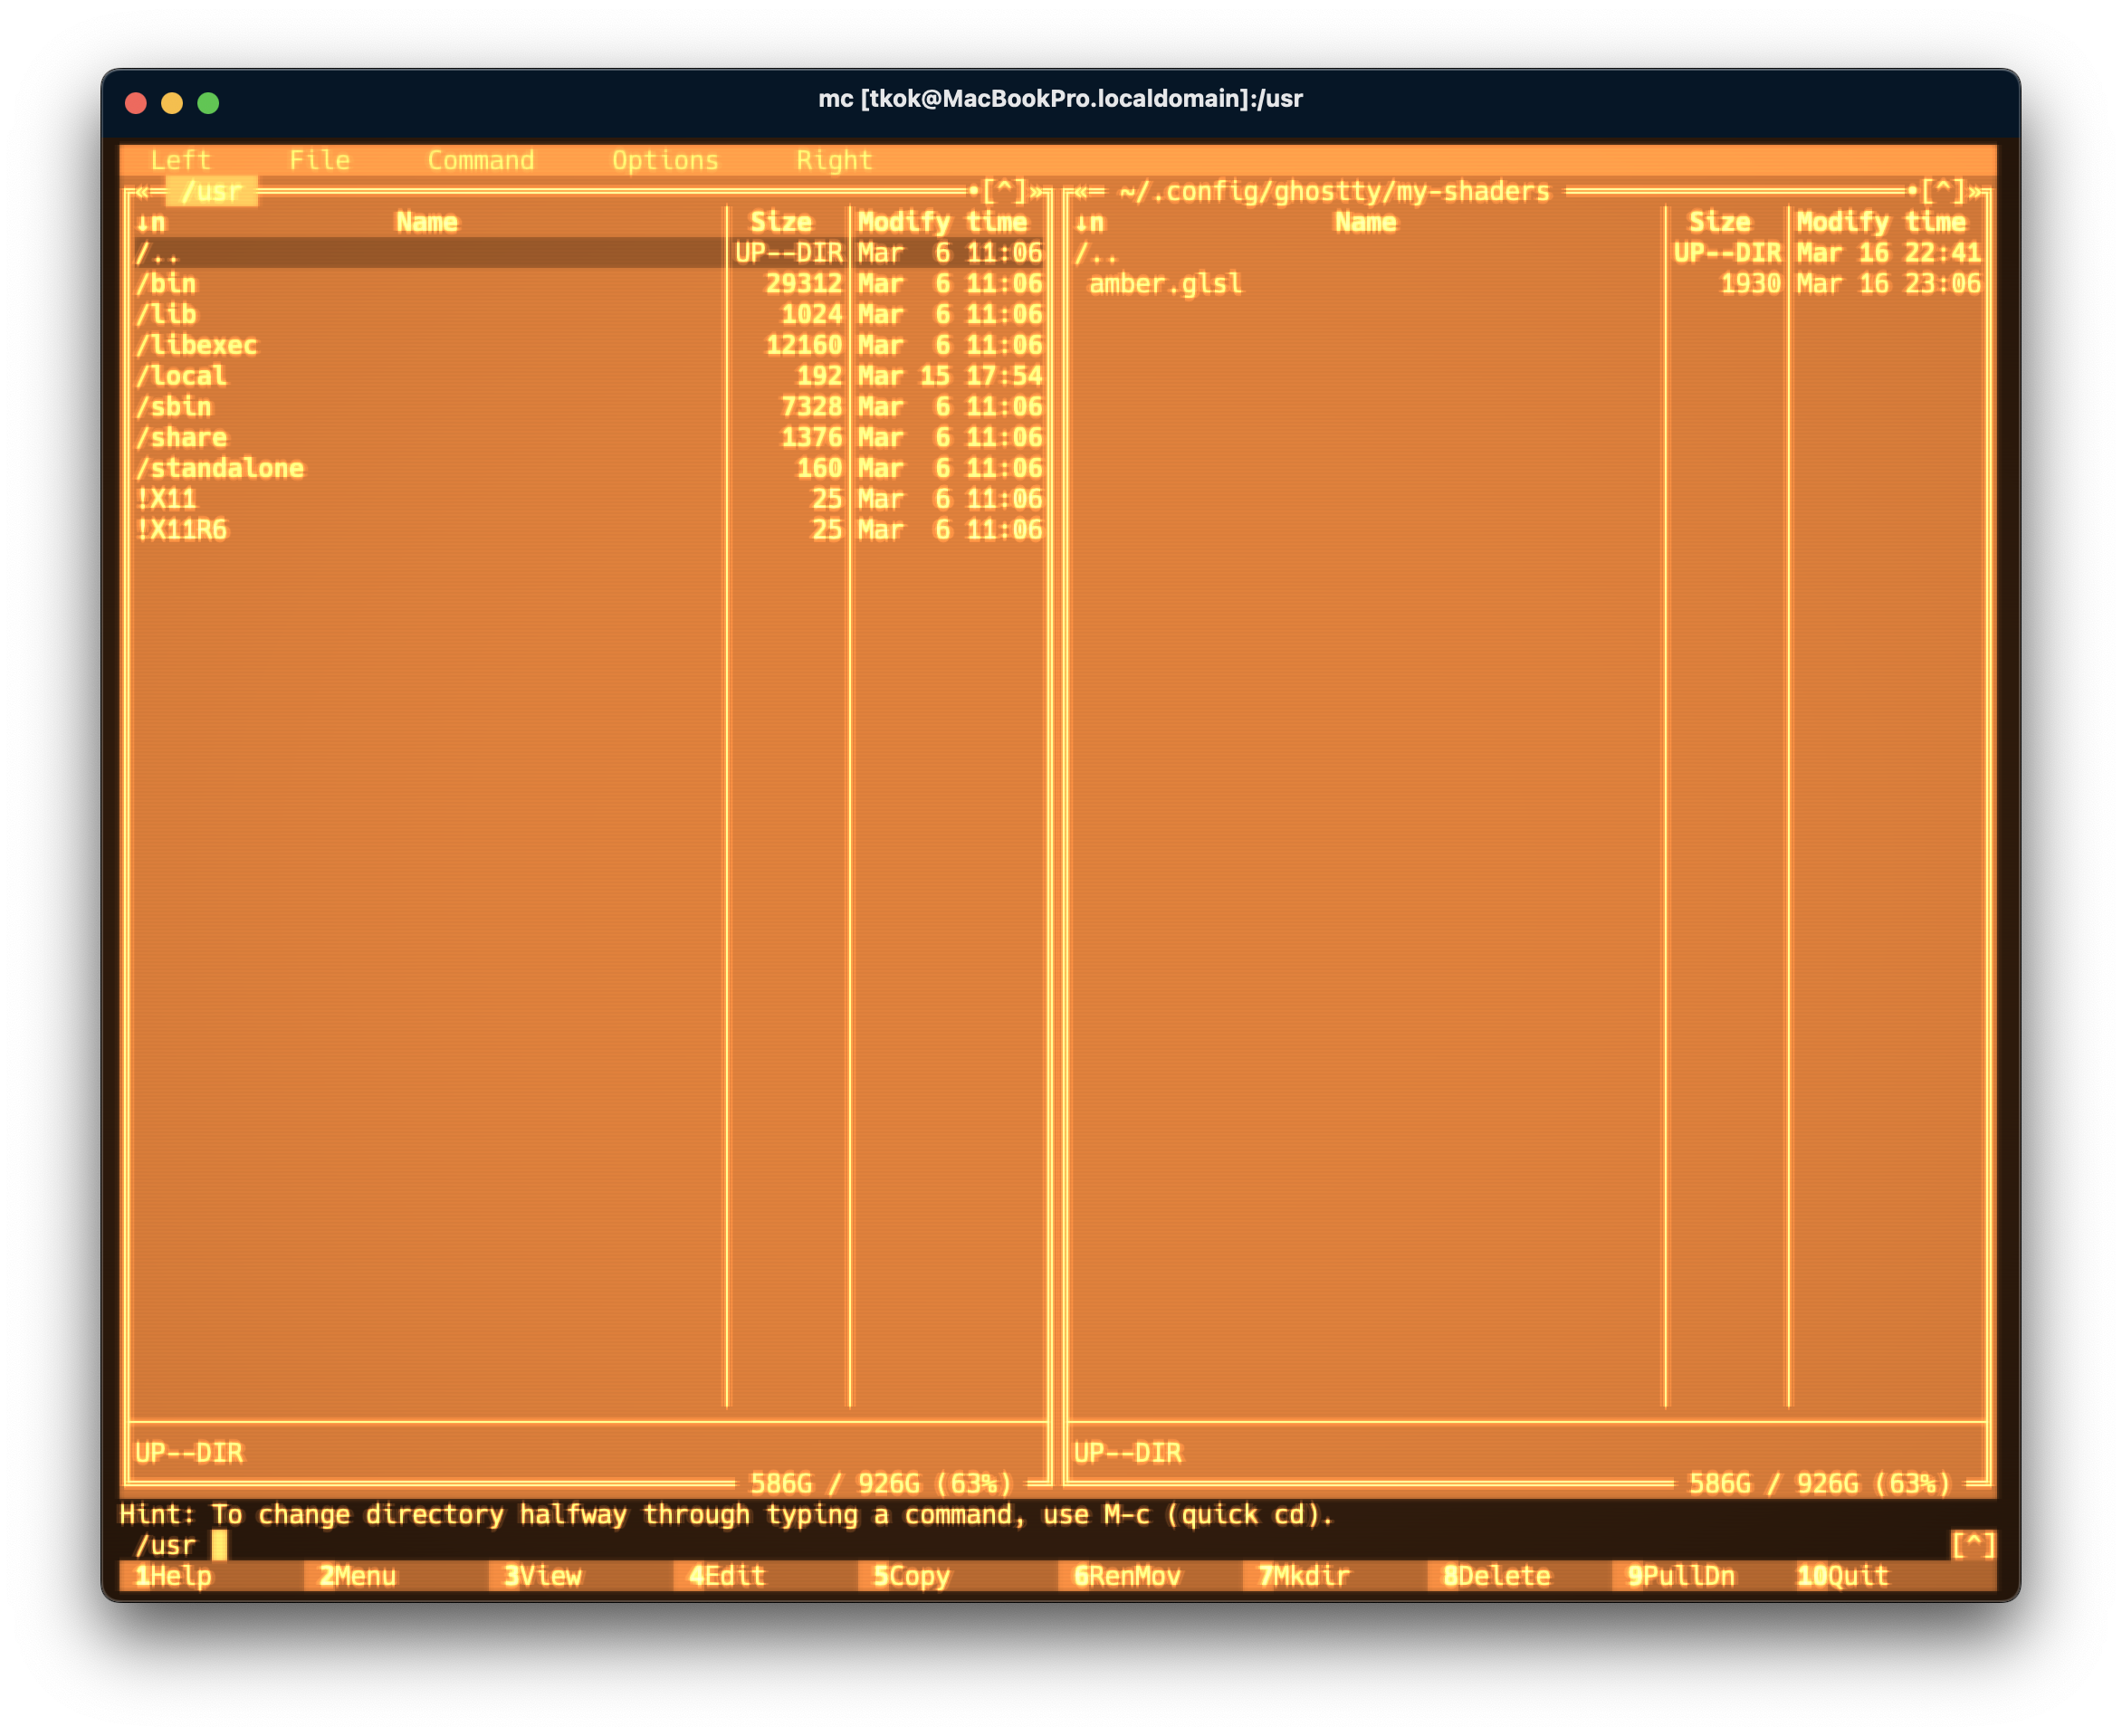 mc [tkok@MacBookPro.localdomain]:/usr
Left File Command Options Right
«═ /usr ═•[^]» «═ ~/.config/ghostty/my-shaders ═•[^]»
↓n Name Size Modify time ↓n Name Size Modify time
/.. UP--DIR Mar 6 11:06 /.. UP--DIR Mar 16 22:41
/bin 29312 Mar 6 11:06 amber.glsl 1930 Mar 16 23:06
/lib 1024 Mar 6 11:06
/libexec 12160 Mar 6 11:06
/local 192 Mar 15 17:54
/sbin 7328 Mar 6 11:06
/share 1376 Mar 6 11:06
/standalone 160 Mar 6 11:06
!X11 25 Mar 6 11:06
!X11R6 25 Mar 6 11:06
UP--DIR UP--DIR
586G / 926G (63%) 586G / 926G (63%)
Hint: To change directory halfway through typing a command, use M-c (quick cd).
/usr [^]
1Help 2Menu 3View 4Edit 5Copy 6RenMov 7Mkdir 8Delete 9PullDn 10Quit